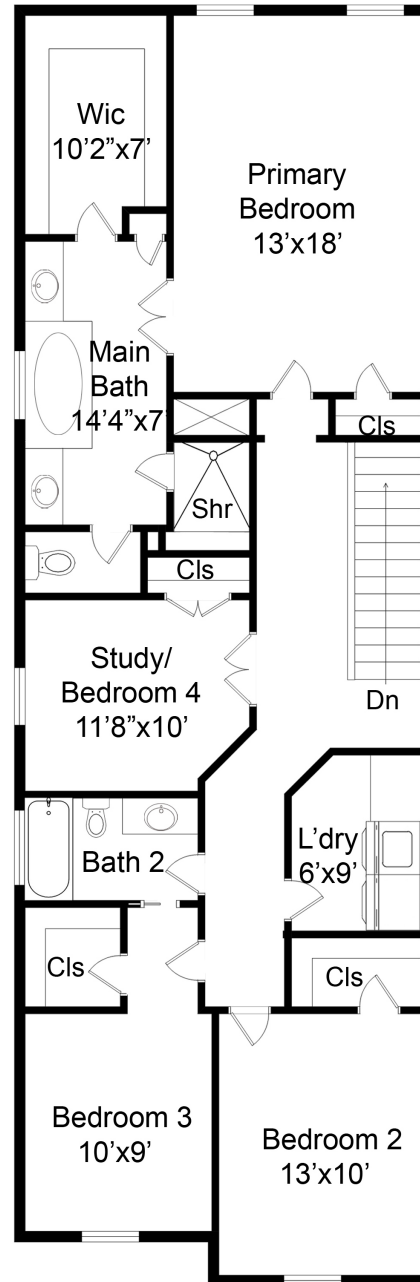 Wic
10'2"x7'
Primary
Bedroom
13'x18'
Main
Bath
14'4"x7'
Cls
Shr
Cls
Study/
Bedroom 4
11'8"x10'
Dn
L'dry
6'x9'
Bath 2
Cls
Cls
Bedroom 3
10'x9'
Bedroom 2
13'x10'